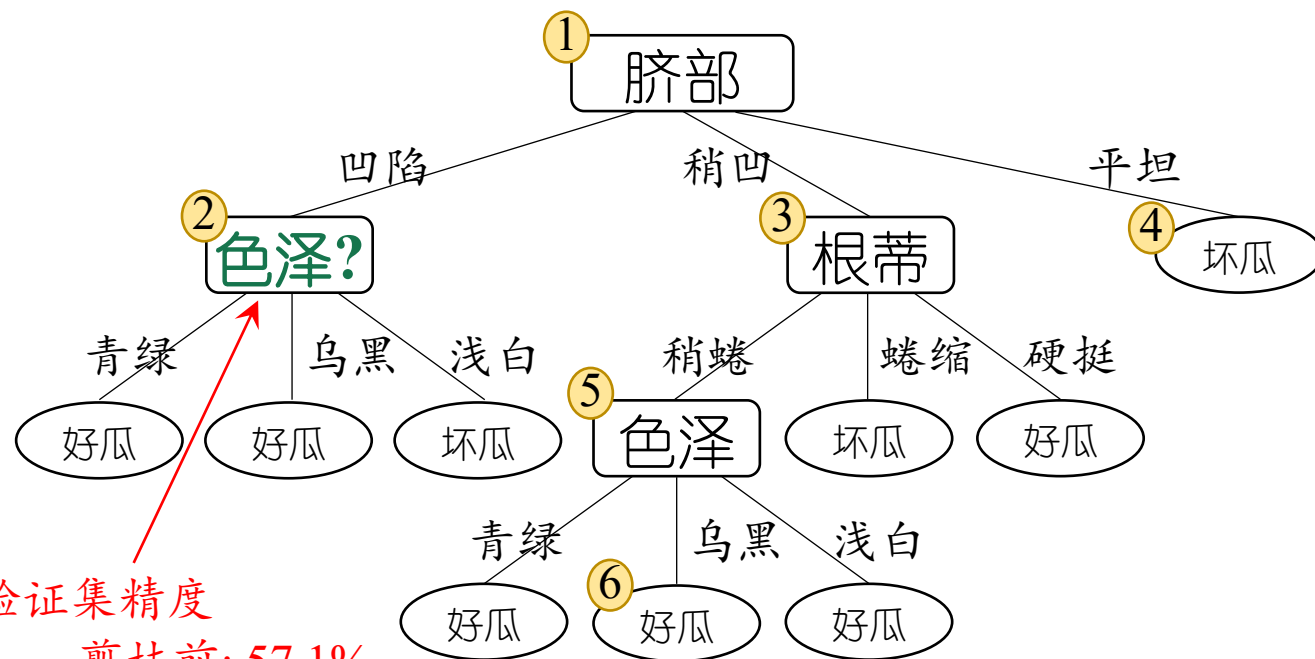 1
脐部
凹陷
稍凹
平坦
2
色泽?
3
根蒂
4
坏瓜
青绿
乌黑
浅白
稍蜷
蜷缩
硬挺
好瓜
好瓜
坏瓜
5
色泽
坏瓜
好瓜
青绿
乌黑
浅白
验证集精度
好瓜
6
好瓜
好瓜
剪枝前: 57.1%